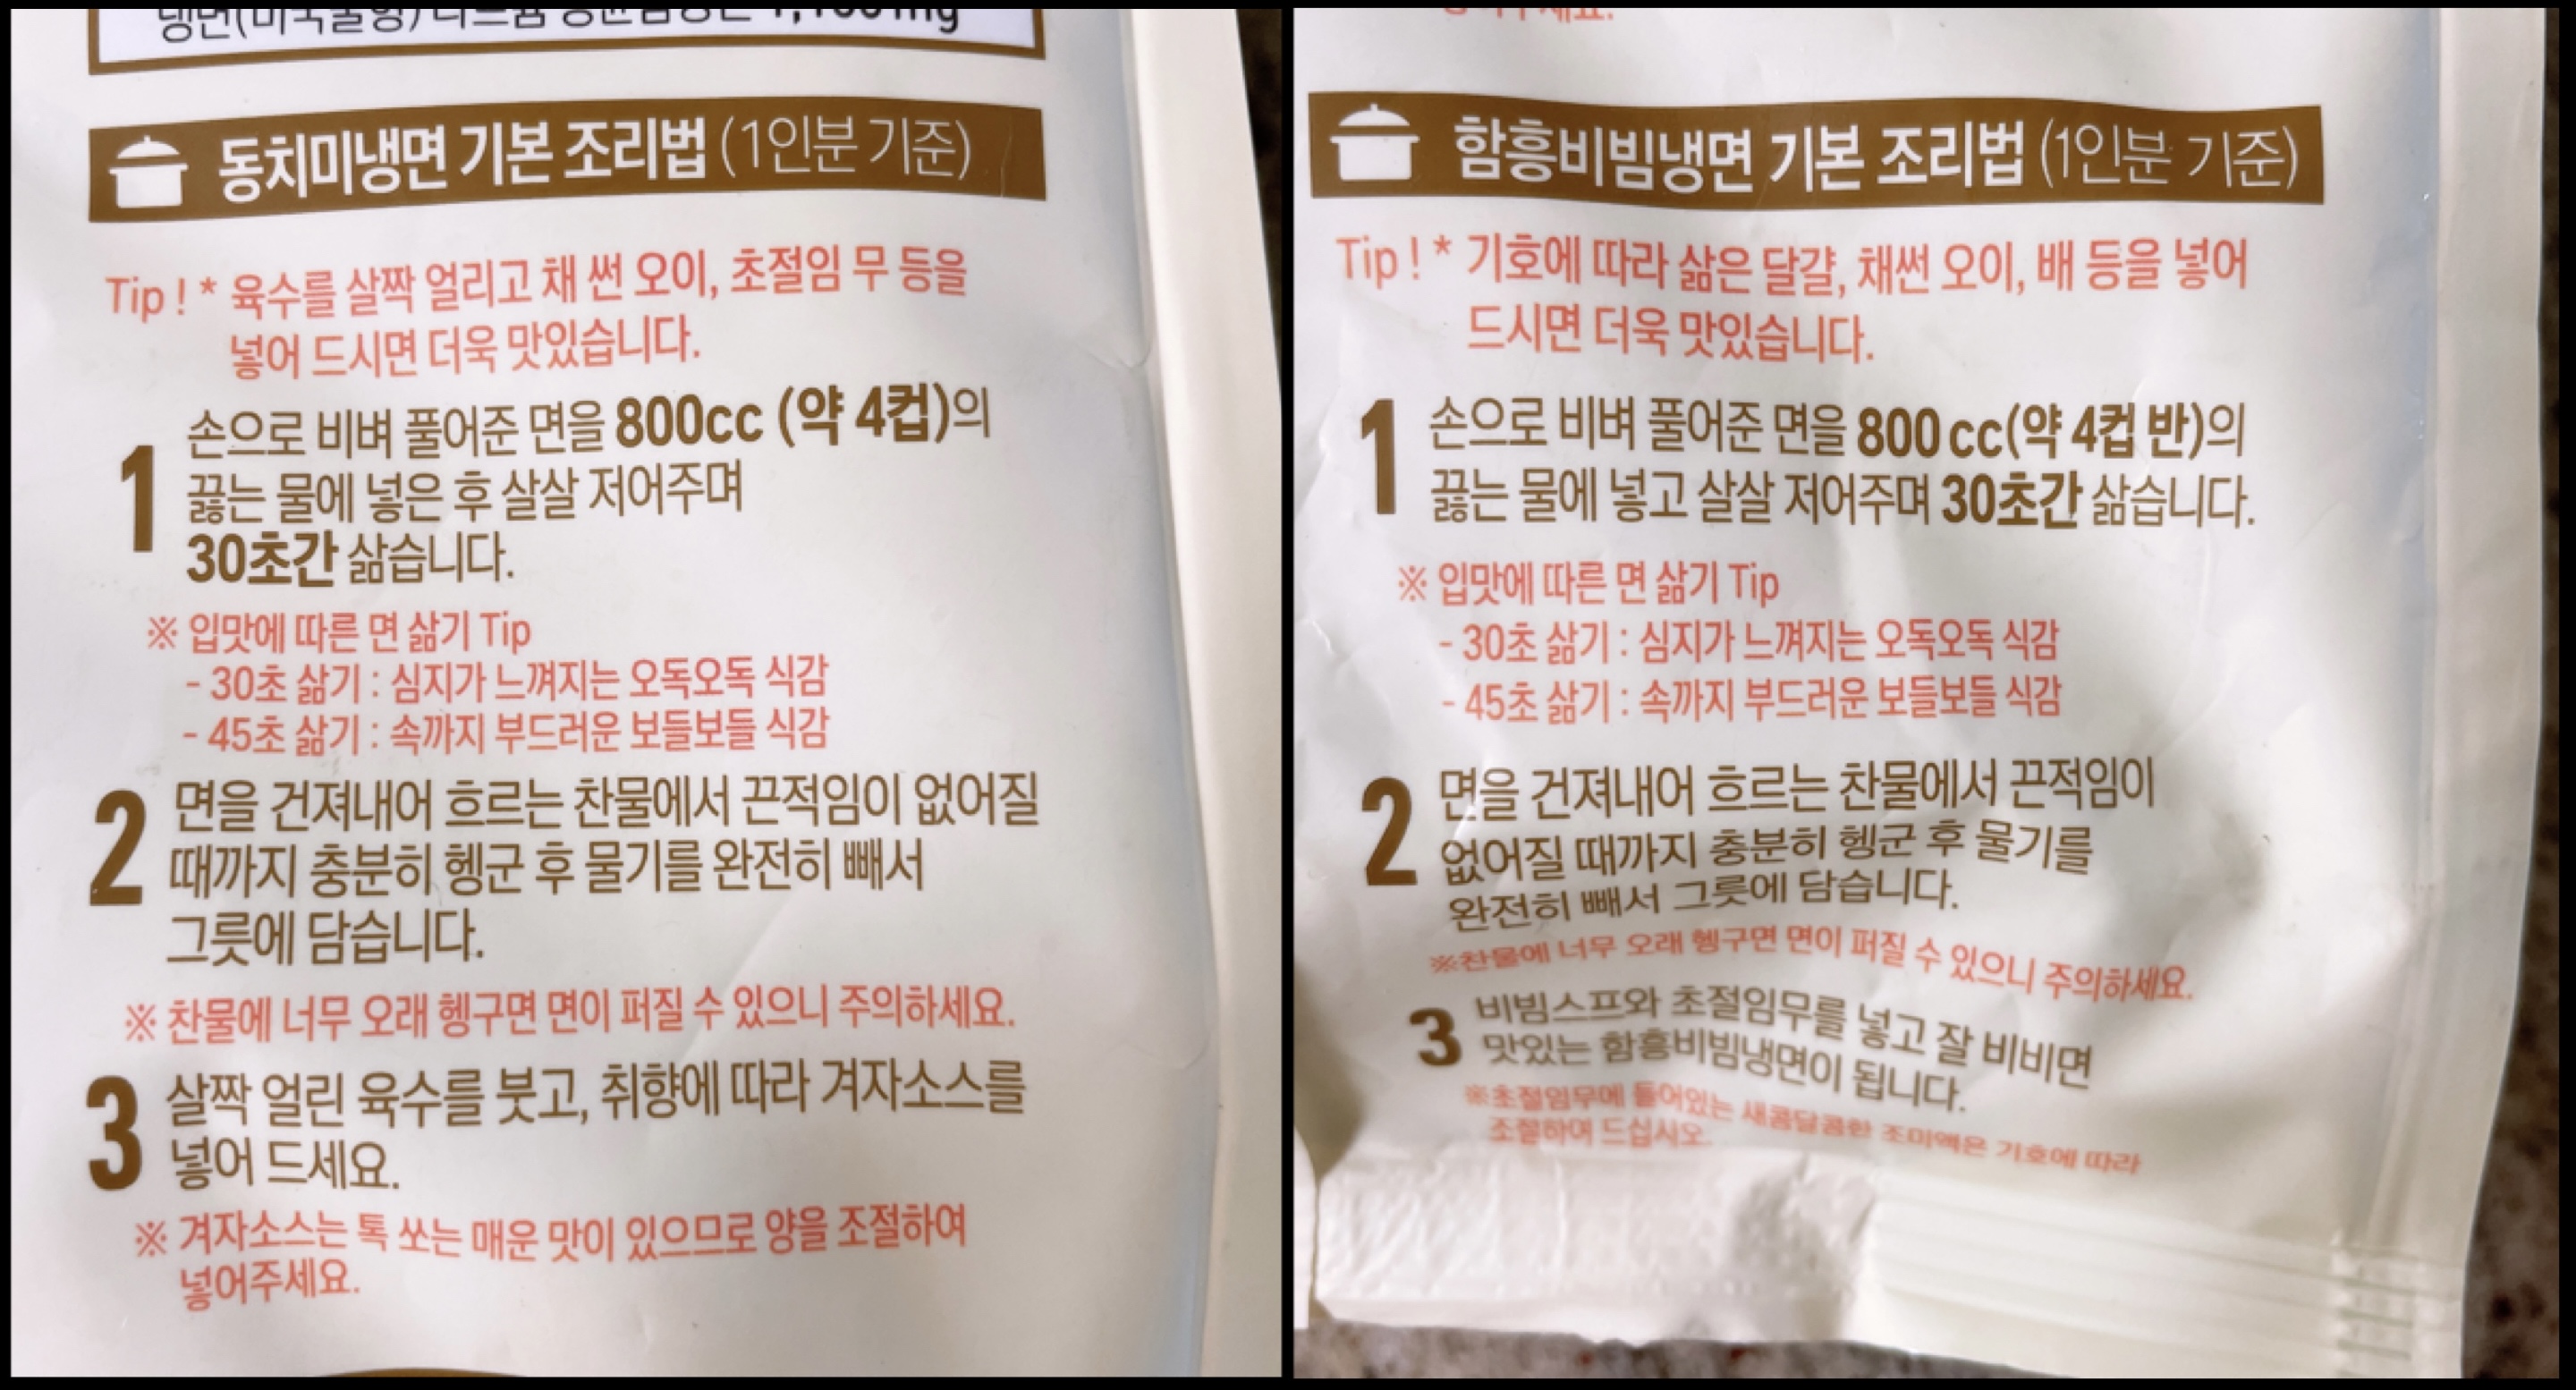 동치미냉면 기본 조리법 (1인분 기준)
Tip ! * 육수를 살짝 얼리고 채 썬 오이, 초절임 무 등을
넣어 드시면 더욱 맛있습니다.
1 손으로 비벼 풀어준 면을 800cc (약 4컵)의
끓는 물에 넣은 후 살살 저어주며
30초간 삶습니다.
※ 입맛에 따른 면 삶기 Tip
- 30초 삶기 : 심지가 느껴지는 오독오독 식감
- 45초 삶기 : 속까지 부드러운 보들보들 식감
2 면을 건져내어 흐르는 찬물에서 끈적임이 없어질
때까지 충분히 헹군 후 물기를 완전히 빼서
그릇에 담습니다.
※ 찬물에 너무 오래 헹구면 면이 퍼질 수 있으니 주의하세요.
3 살짝 얼린 육수를 붓고, 취향에 따라 겨자소스를
넣어 드세요.
※ 겨자소스는 톡 쏘는 매운 맛이 있으므로 양을 조절하여
넣어주세요.
함흥비빔냉면 기본 조리법 (1인분 기준)
Tip ! * 기호에 따라 삶은 달걀, 채썬 오이, 배 등을 넣어
드시면 더욱 맛있습니다.
1 손으로 비벼 풀어준 면을 800 cc(약 4컵 반)의
끓는 물에 넣고 살살 저어주며 30초간 삶습니다.
※ 입맛에 따른 면 삶기 Tip
- 30초 삶기 : 심지가 느껴지는 오독오독 식감
- 45초 삶기 : 속까지 부드러운 보들보들 식감
2 면을 건져내어 흐르는 찬물에서 끈적임이
없어질 때까지 충분히 헹군 후 물기를
완전히 빼서 그릇에 담습니다.
※찬물에 너무 오래 헹구면 면이 퍼질 수 있으니 주의하세요.
3 비빔스프와 초절임무를 넣고 잘 비비면
맛있는 함흥비빔냉면이 됩니다.
※초절임무에 들어있는 새콤달콤한 조미액은 기호에 따라
조절하여 드십시오.